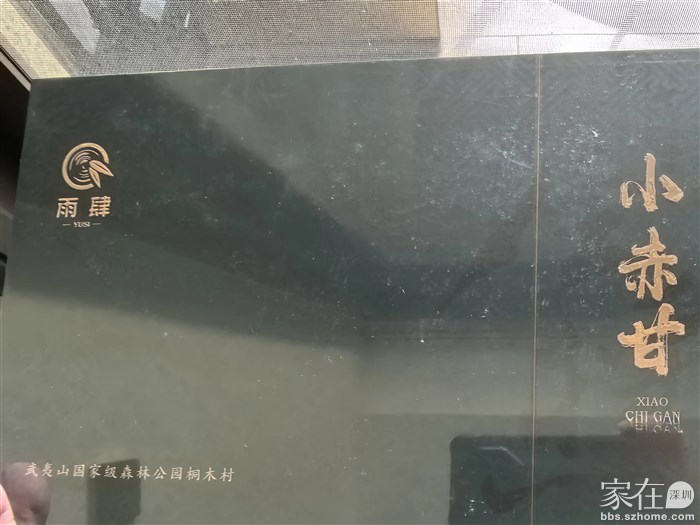 雨肆
YUSI
小赤甘
XIAO
CHI GAN
武夷山国家级森林公园桐木村
家在深圳
bbs.szhome.com